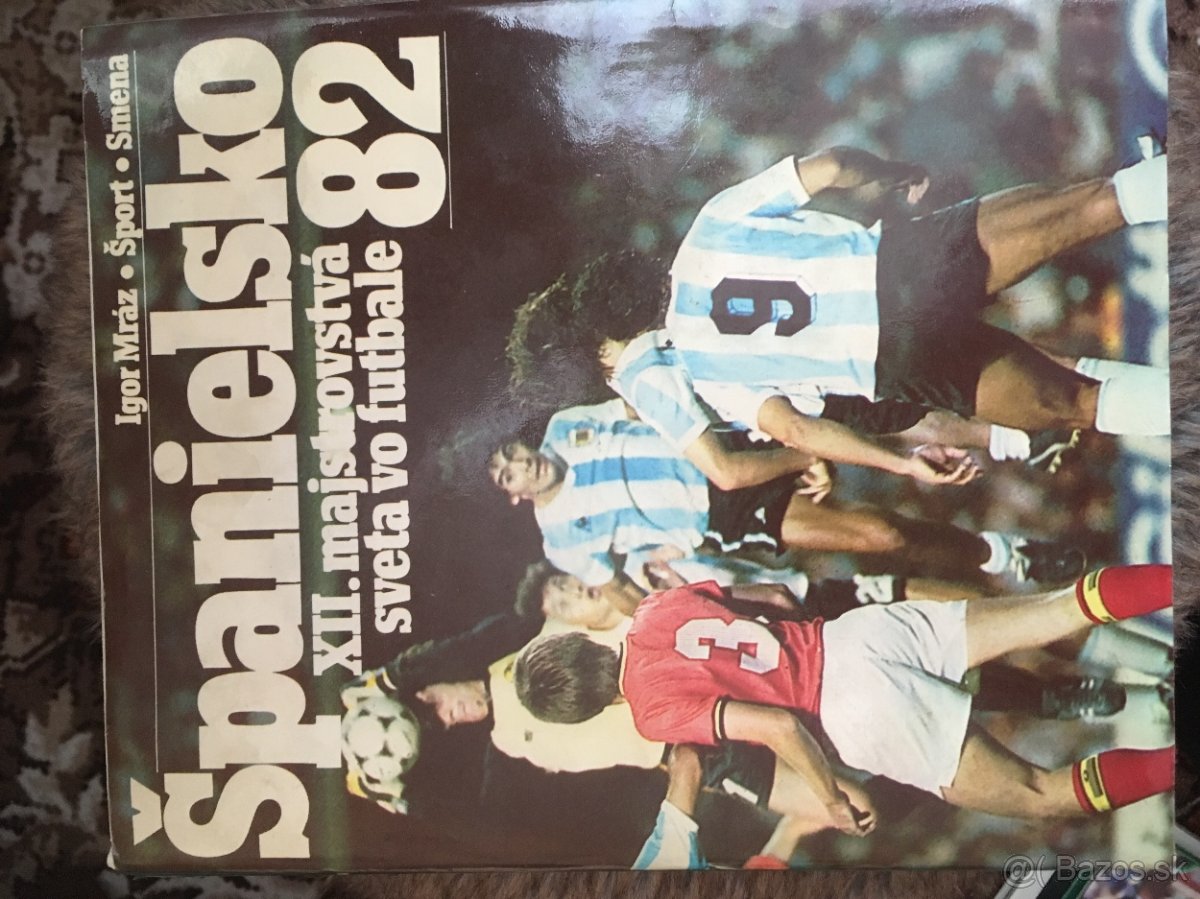 Igor Mráz • Šport • Smena
Španielsko
XII. majstrovstvá
sveta vo futbale
82
9
3
@( Bazos.sk